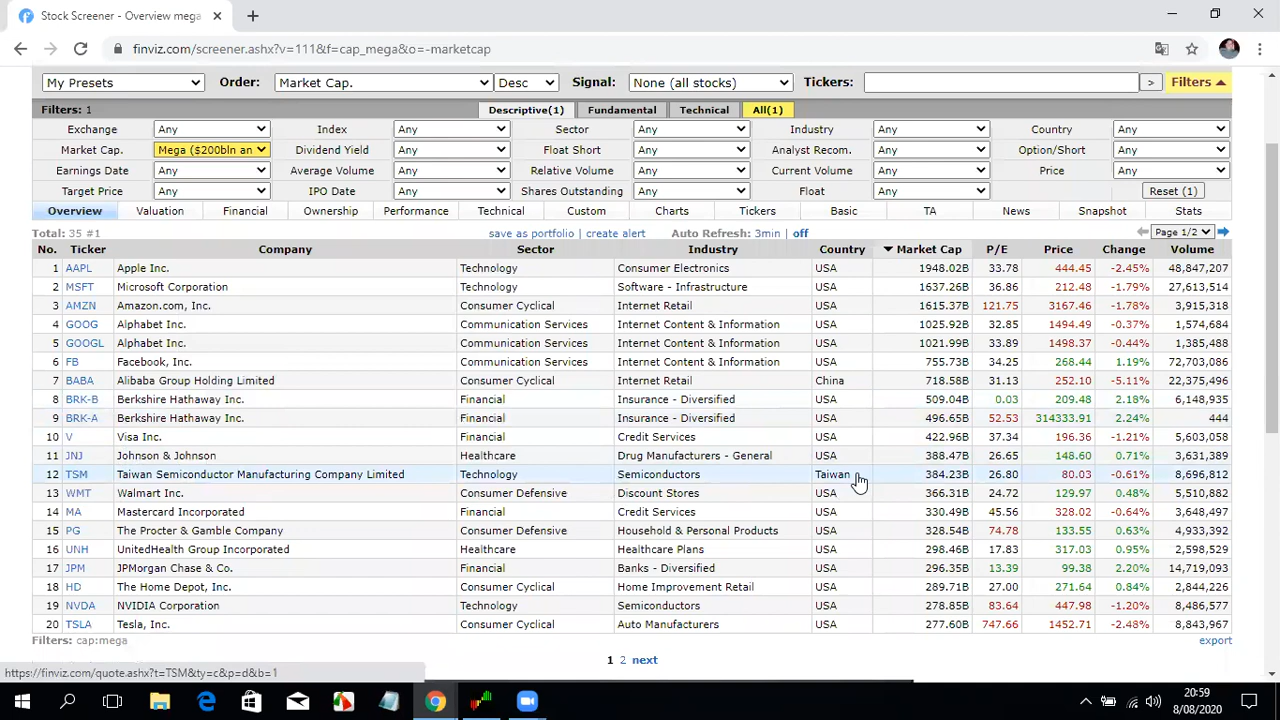 Stock Screener - Overview mega
finviz.com/screener.ashx?v=111&f=cap_mega&o=-marketcap
My Presets Order: Market Cap. Desc Signal: None (all stocks) Tickers: > Filters
Filters: 1 Descriptive(1) Fundamental Technical All(1)
Exchange Any Index Any Sector Any Industry Any Country Any
Market Cap. Mega ($200bln an Dividend Yield Any Float Short Any Analyst Recom. Any Option/Short Any
Earnings Date Any Average Volume Any Relative Volume Any Current Volume Any Price Any
Target Price Any IPO Date Any Shares Outstanding Any Float Any Reset (1)
Overview Valuation Financial Ownership Performance Technical Custom Charts Tickers Basic TA News Snapshot Stats
Total: 35 #1 save as portfolio | create alert Auto Refresh: 3min | off Page 1/2
No. Ticker Company Sector Industry Country Market Cap P/E Price Change Volume
1 AAPL Apple Inc. Technology Consumer Electronics USA 1948.02B 33.78 444.45 -2.45% 48,847,207
2 MSFT Microsoft Corporation Technology Software - Infrastructure USA 1637.26B 36.86 212.48 -1.79% 27,613,514
3 AMZN Amazon.com, Inc. Consumer Cyclical Internet Retail USA 1615.37B 121.75 3167.46 -1.78% 3,915,318
4 GOOG Alphabet Inc. Communication Services Internet Content & Information USA 1025.92B 32.85 1494.49 -0.37% 1,574,684
5 GOOGL Alphabet Inc. Communication Services Internet Content & Information USA 1021.99B 33.89 1498.37 -0.44% 1,385,488
6 FB Facebook, Inc. Communication Services Internet Content & Information USA 755.73B 34.25 268.44 1.19% 72,703,086
7 BABA Alibaba Group Holding Limited Consumer Cyclical Internet Retail China 718.58B 31.13 252.10 -5.11% 22,375,496
8 BRK-B Berkshire Hathaway Inc. Financial Insurance - Diversified USA 509.04B 0.03 209.48 2.18% 6,148,935
9 BRK-A Berkshire Hathaway Inc. Financial Insurance - Diversified USA 496.65B 52.53 314333.91 2.24% 444
10 V Visa Inc. Financial Credit Services USA 422.96B 37.34 196.36 -1.21% 5,603,058
11 JNJ Johnson & Johnson Healthcare Drug Manufacturers - General USA 388.47B 26.65 148.60 0.71% 3,631,389
12 TSM Taiwan Semiconductor Manufacturing Company Limited Technology Semiconductors Taiwan 384.23B 26.80 80.03 -0.61% 8,696,812
13 WMT Walmart Inc. Consumer Defensive Discount Stores USA 366.31B 24.72 129.97 0.48% 5,510,882
14 MA Mastercard Incorporated Financial Credit Services USA 330.49B 45.56 328.02 -0.64% 3,648,497
15 PG The Procter & Gamble Company Consumer Defensive Household & Personal Products USA 328.54B 74.78 133.55 0.63% 4,933,392
16 UNH UnitedHealth Group Incorporated Healthcare Healthcare Plans USA 298.46B 17.83 317.03 0.95% 2,598,529
17 JPM JPMorgan Chase & Co. Financial Banks - Diversified USA 296.35B 13.39 99.38 2.20% 14,719,093
18 HD The Home Depot, Inc. Consumer Cyclical Home Improvement Retail USA 289.71B 27.00 271.64 0.84% 2,844,226
19 NVDA NVIDIA Corporation Technology Semiconductors USA 278.85B 83.64 447.98 -1.20% 8,486,577
20 TSLA Tesla, Inc. Consumer Cyclical Auto Manufacturers USA 277.60B 747.66 1452.71 -2.48% 8,843,967
Filters: cap:mega export
1 2 next
https://finviz.com/quote.ashx?t=TSM&ty=c&p=d&b=1
20:59
8/08/2020